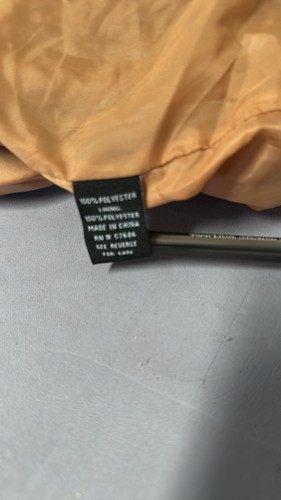 100% POLYESTER
LINING:
100% POLYESTER
MADE IN CHINA
RN # 57686
SEE REVERSE
FOR CARE